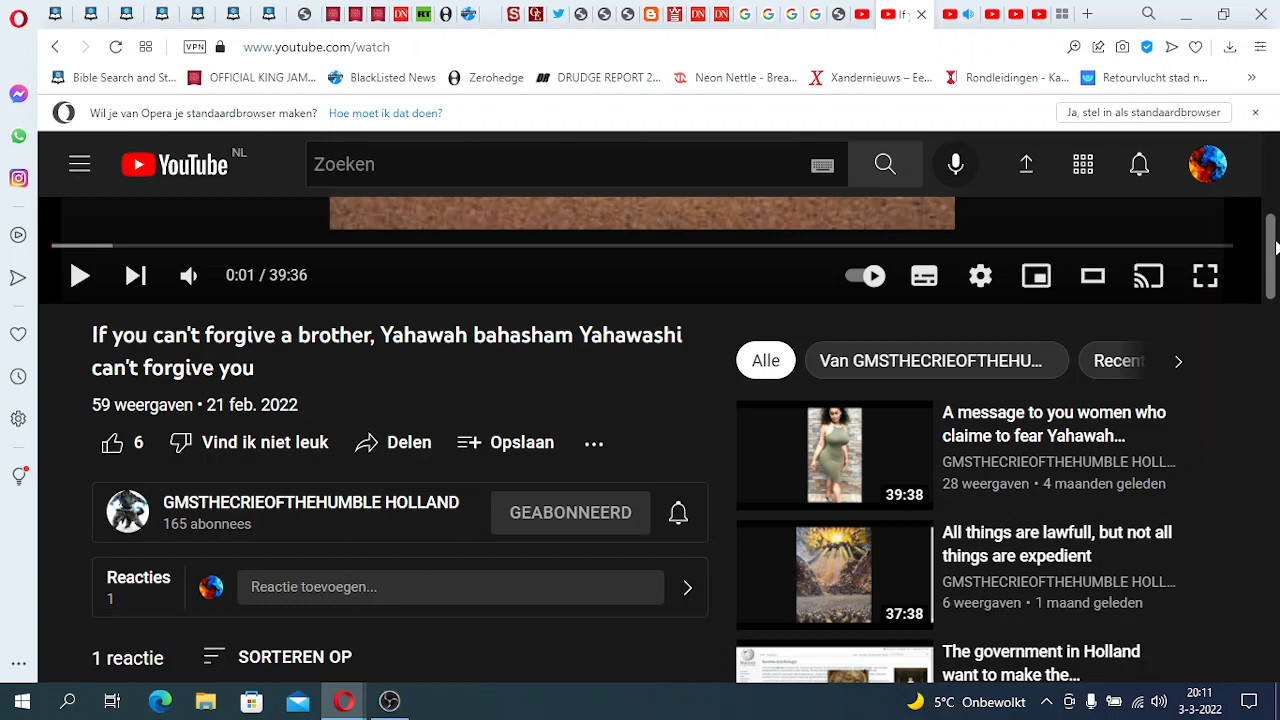 If
www.youtube.com/watch
VPN
Bible Search and St...
OFFICIAL KING JAM...
BlackListed News
Zerohedge
DRUDGE REPORT 2...
Neon Nettle - Brea...
Xandernieuws – Ee...
Rondleidingen - Ka...
Retourvlucht stad n...
Wil je van Opera je standaardbrowser maken? Hoe moet ik dat doen?
Ja, stel in als standaardbrowser
YouTube NL
Zoeken
0:01 / 39:36
If you can't forgive a brother, Yahawah bahasham Yahawashi
can't forgive you
59 weergaven • 21 feb. 2022
6 Vind ik niet leuk Delen Opslaan
GMSTHECRIEOFTHEHUMBLE HOLLAND
165 abonnees
GEABONNEERD
Reacties
1
Reactie toevoegen...
1 reactie
SORTEREN OP
Alle
Van GMSTHECRIEOFTHEHU...
Recent
39:38
A message to you women who
claime to fear Yahawah...
GMSTHECRIEOFTHEHUMBLE HOLL...
28 weergaven • 4 maanden geleden
37:38
All things are lawfull, but not all
things are expedient
GMSTHECRIEOFTHEHUMBLE HOLL...
6 weergaven • 1 maand geleden
The government in Holland
want to make the...
5°C Onbewolkt
20:11
3-3-2022